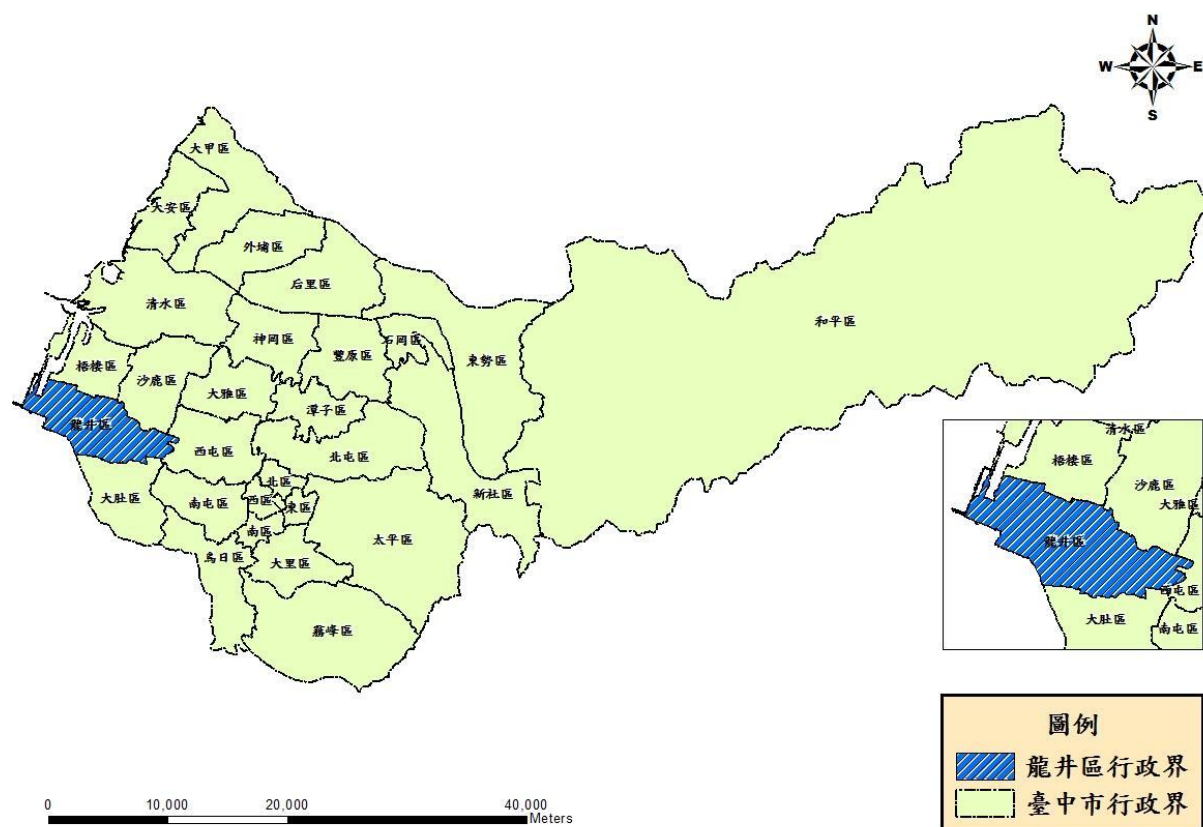 N
W
E
S
大甲區
大安區
外埔區
后里區
清水區
神岡區
豐原區
石岡區
東勢區
和平區
梧棲區
沙鹿區
大雅區
潭子區
龍井區
西屯區
北屯區
大肚區
南屯區
北區
西區
東區
新社區
南區
太平區
烏日區
大里區
霧峰區
清水區
梧棲區
沙鹿區
大雅區
龍井區
西屯區
大肚區
南屯區
圖例
龍井區行政界
臺中市行政界
0 10,000 20,000 40,000
Meters